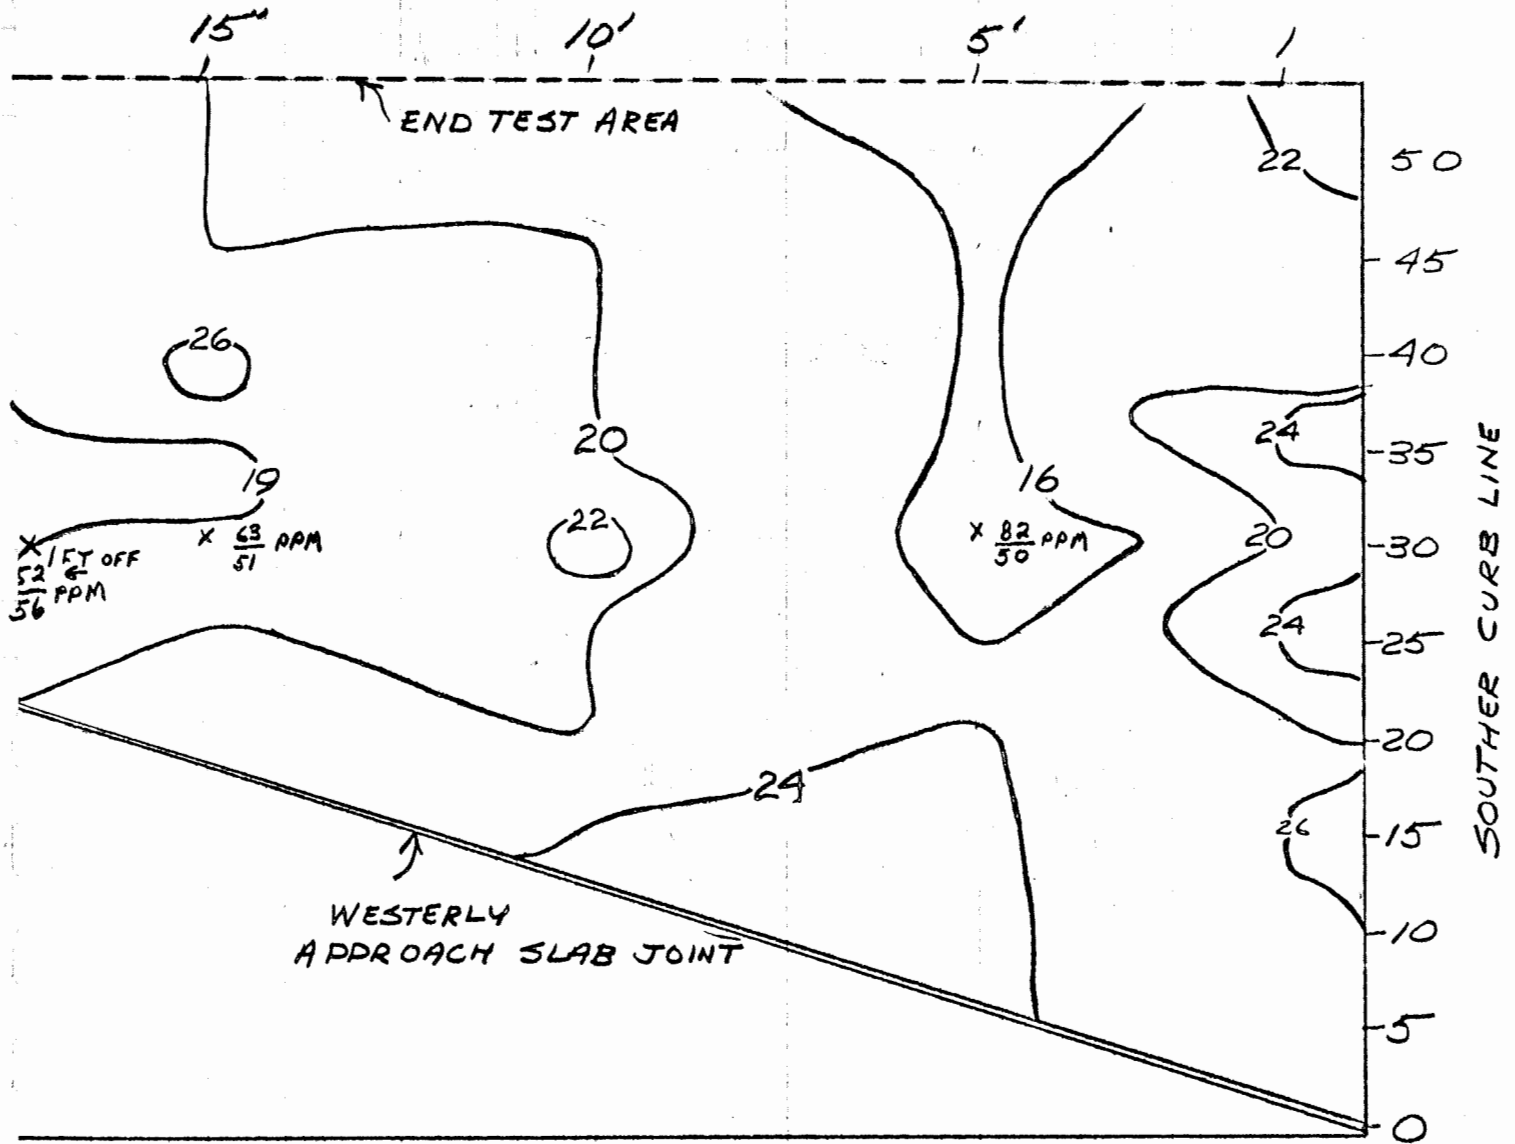 15" 10' 5' 1
END TEST AREA
22 50
45
26
40
20
24
35
19
16
22
20
30
X 63/51 PPM
X 82/50 PPM
X 1 FT OFF
52/56 PPM
24
25
20
24
26
15
WESTERLY
APPROACH SLAB JOINT
10
5
0
SOUTHER CURB LINE